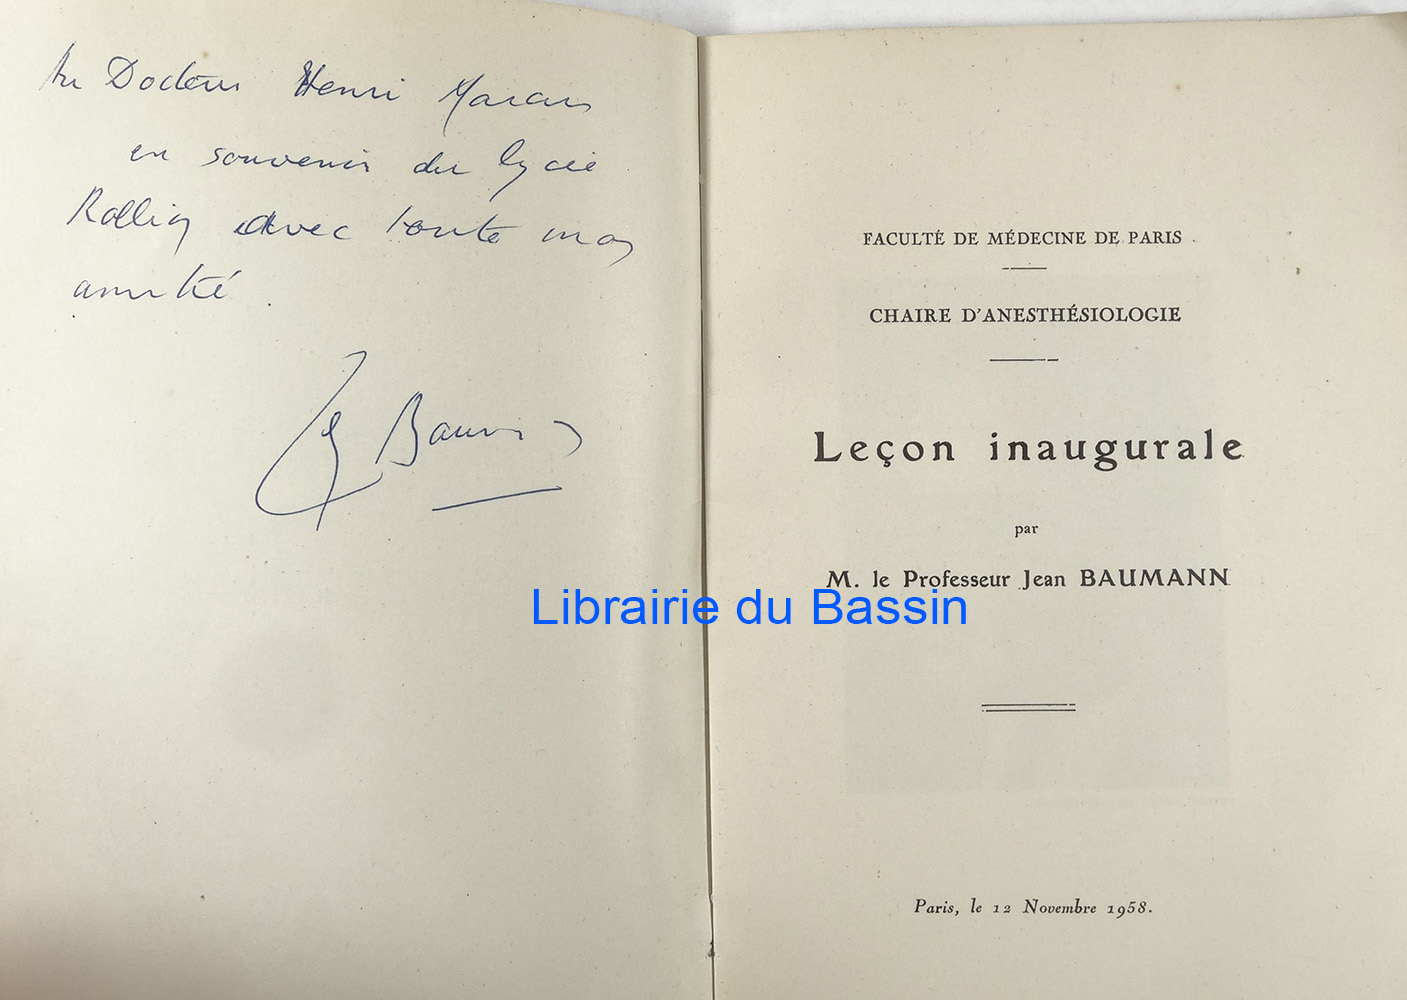 Au Docteur Henri
en souvenir du lycée
Rollin avec toute mon
amitié
J Baumann
FACULTÉ DE MÉDECINE DE PARIS
CHAIRE D'ANESTHÉSIOLOGIE
Leçon inaugurale
par
M. le Professeur Jean BAUMANN
Librairie du Bassin
Paris, le 12 Novembre 1958.